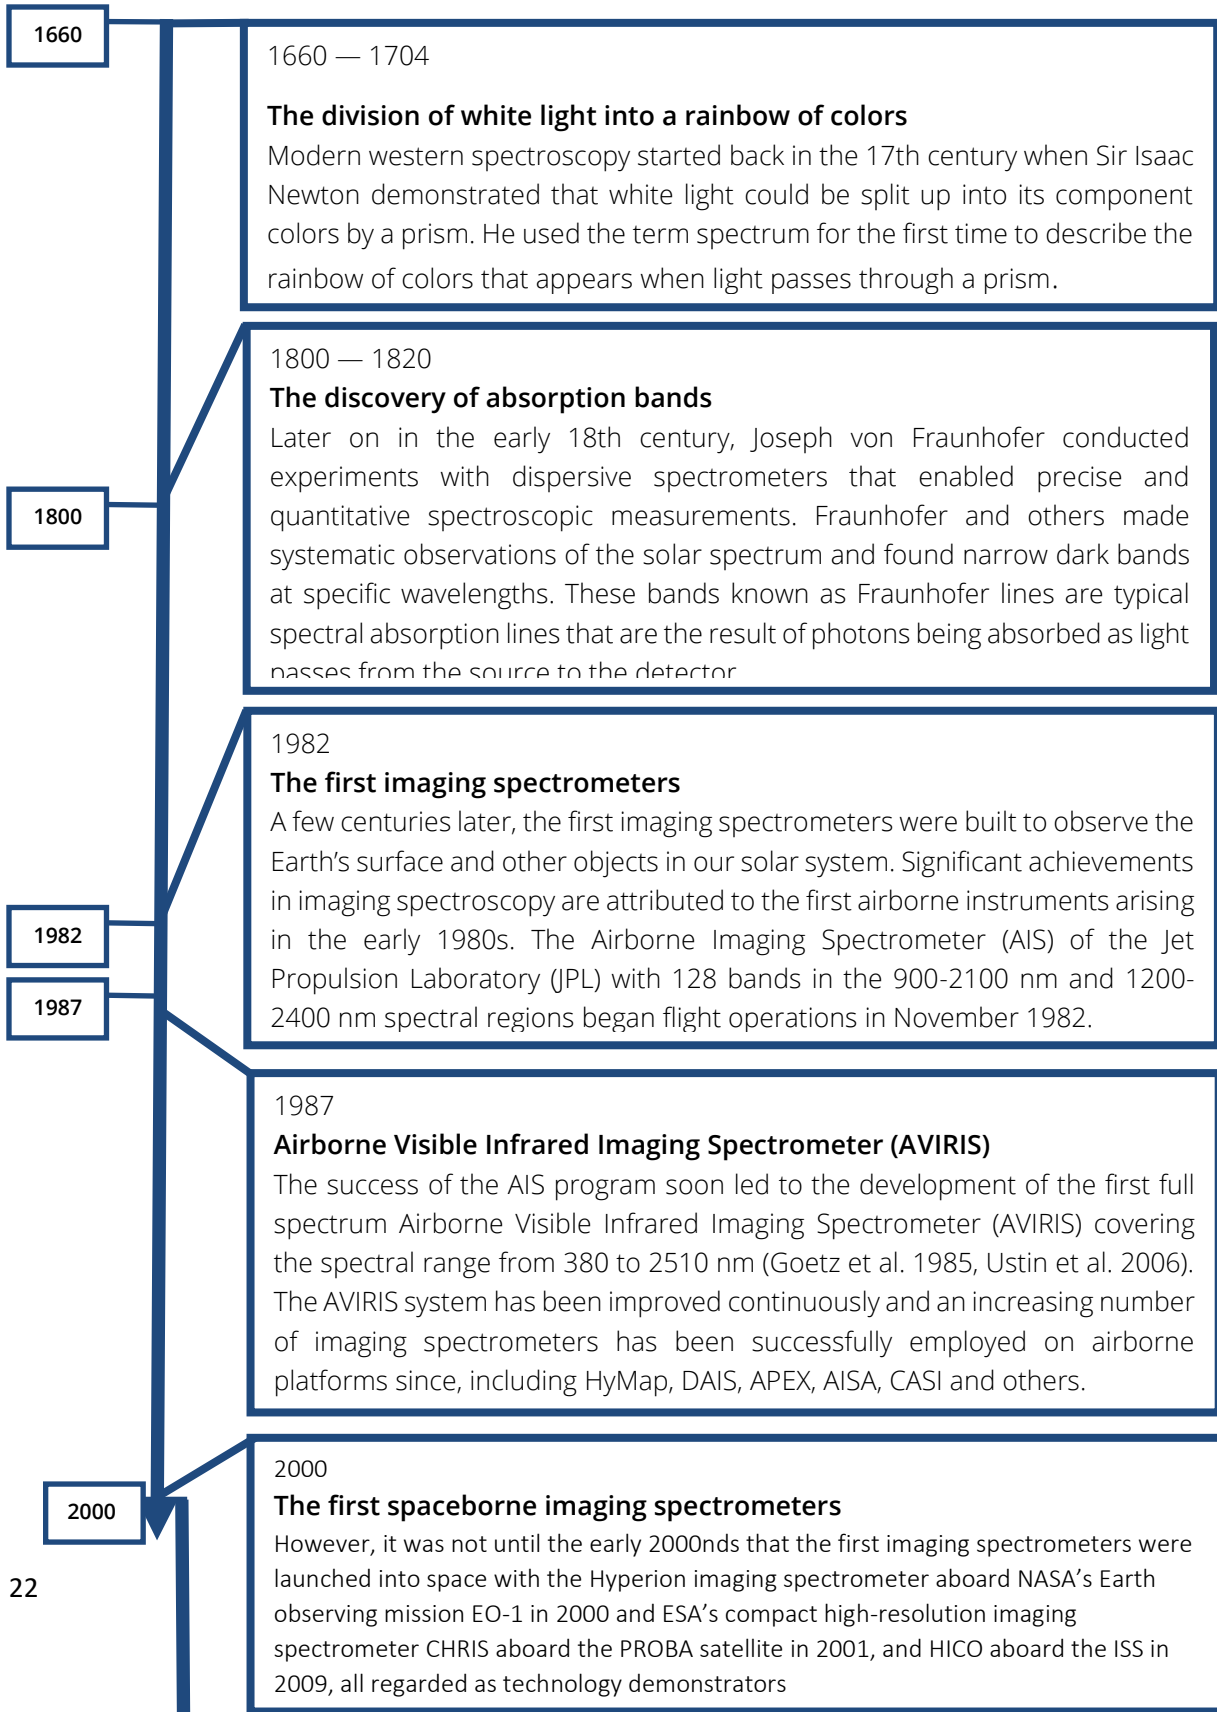 1660
1660 — 1704
The division of white light into a rainbow of colors
Modern western spectroscopy started back in the 17th century when Sir Isaac
Newton demonstrated that white light could be split up into its component
colors by a prism. He used the term spectrum for the first time to describe the
rainbow of colors that appears when light passes through a prism.
1800
1800 — 1820
The discovery of absorption bands
Later on in the early 18th century, Joseph von Fraunhofer conducted
experiments with dispersive spectrometers that enabled precise and
quantitative spectroscopic measurements. Fraunhofer and others made
systematic observations of the solar spectrum and found narrow dark bands
at specific wavelengths. These bands known as Fraunhofer lines are typical
spectral absorption lines that are the result of photons being absorbed as light
passes from the source to the detector
1982
1982
The first imaging spectrometers
A few centuries later, the first imaging spectrometers were built to observe the
Earth's surface and other objects in our solar system. Significant achievements
in imaging spectroscopy are attributed to the first airborne instruments arising
in the early 1980s. The Airborne Imaging Spectrometer (AIS) of the Jet
Propulsion Laboratory (JPL) with 128 bands in the 900-2100 nm and 1200-
2400 nm spectral regions began flight operations in November 1982.
1987
1987
Airborne Visible Infrared Imaging Spectrometer (AVIRIS)
The success of the AIS program soon led to the development of the first full
spectrum Airborne Visible Infrared Imaging Spectrometer (AVIRIS) covering
the spectral range from 380 to 2510 nm (Goetz et al. 1985, Ustin et al. 2006).
The AVIRIS system has been improved continuously and an increasing number
of imaging spectrometers has been successfully employed on airborne
platforms since, including HyMap, DAIS, APEX, AISA, CASI and others.
2000
2000
The first spaceborne imaging spectrometers
However, it was not until the early 2000nds that the first imaging spectrometers were
launched into space with the Hyperion imaging spectrometer aboard NASA's Earth
observing mission EO-1 in 2000 and ESA's compact high-resolution imaging
spectrometer CHRIS aboard the PROBA satellite in 2001, and HICO aboard the ISS in
2009, all regarded as technology demonstrators
22